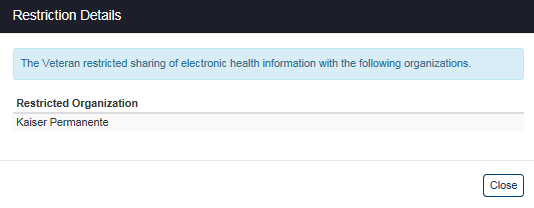 Restriction Details
The Veteran restricted sharing of electronic health information with the following organizations.
Restricted Organization
Kaiser Permanente
Close